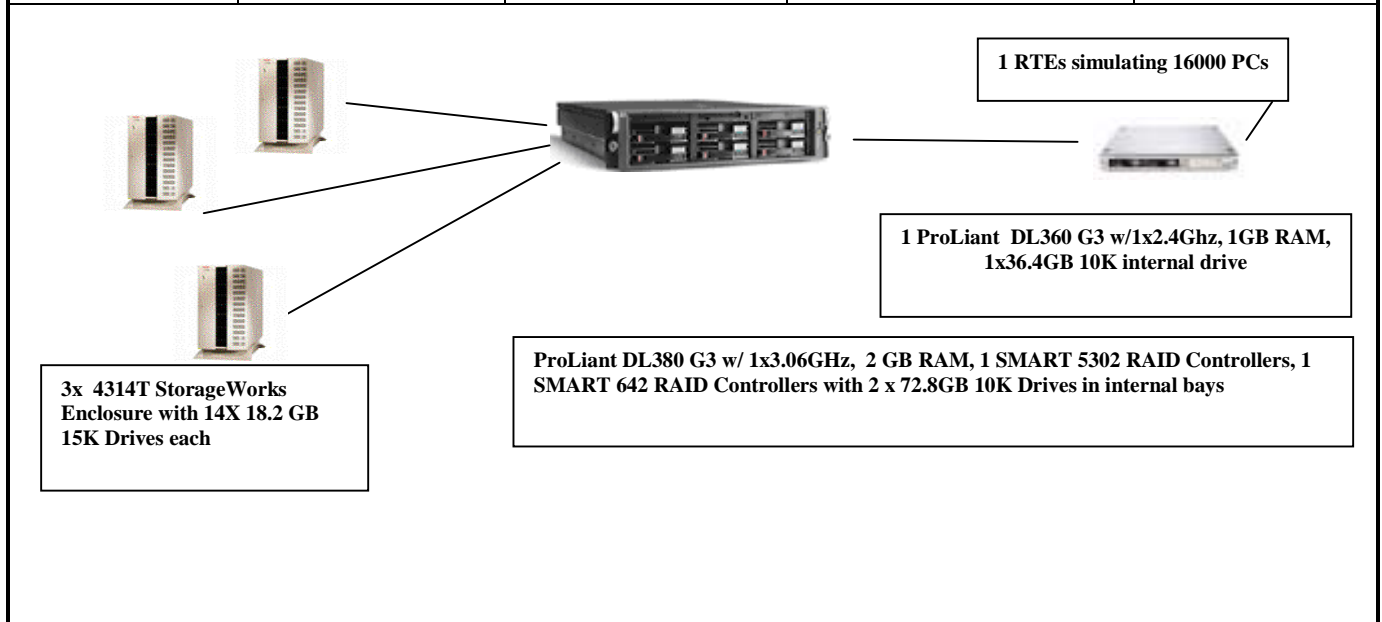 1 RTEs simulating 16000 PCs
1 ProLiant  DL360 G3 w/1x2.4Ghz, 1GB RAM,
1x36.4GB 10K internal drive
ProLiant DL380 G3 w/ 1x3.06GHz,  2 GB RAM, 1 SMART 5302 RAID Controllers, 1
SMART 642 RAID Controllers with 2 x 72.8GB 10K Drives in internal bays
3x  4314T StorageWorks
Enclosure with 14X 18.2 GB
15K Drives each